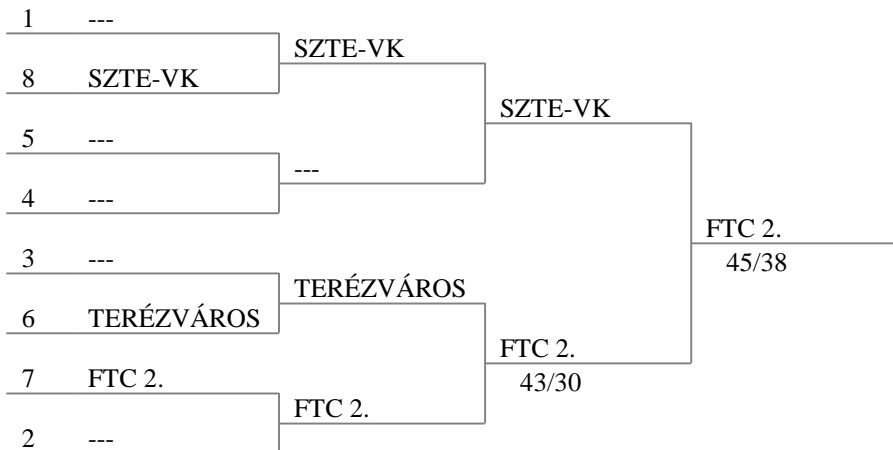 1 ---
SZTE-VK
8 SZTE-VK
SZTE-VK
5 ---
---
4 ---
FTC 2.
45/38
3 ---
TERÉZVÁROS
6 TERÉZVÁROS
FTC 2.
43/30
7 FTC 2.
FTC 2.
2 ---